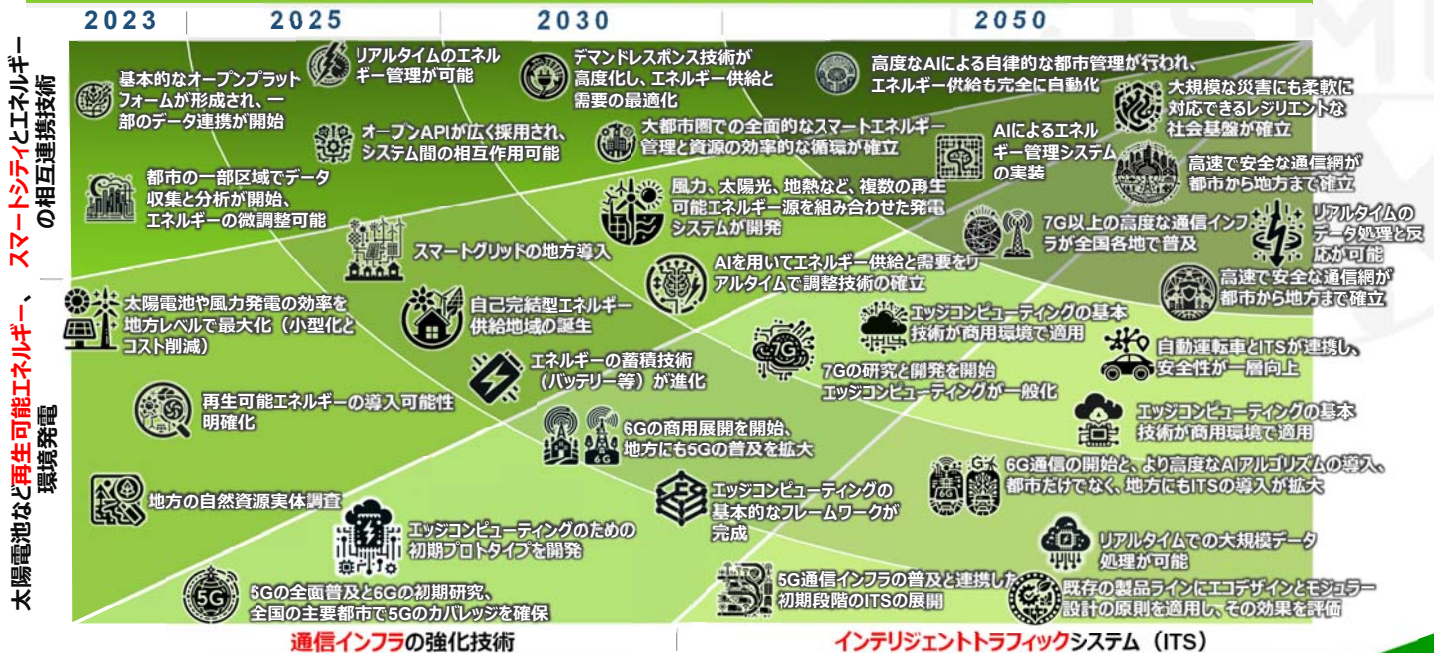 2023
2025
2030
2050
スマートシティとエネルギー
の相互連携技術
太陽電池など再生可能エネルギー、
環境発電
基本的なオープンプラット
フォームが形成され、一
部のデータ連携が開始
リアルタイムのエネル
ギー管理が可能
デマンドレスポンス技術が
高度化し、エネルギー供給と
需要の最適化
高度なAIによる自律的な都市管理が行われ、
エネルギー供給も完全に自動化
大規模な災害にも柔軟に
対応できるレジリエントな
社会基盤が確立
オープンAPIが広く採用され、
システム間の相互作用可能
大都市圏での全面的なスマートエネルギー
管理と資源の効率的な循環が確立
AIによるエネル
ギー管理システム
の実装
高速で安全な通信網が
都市から地方まで確立
都市の一部区域でデータ
収集と分析が開始、
エネルギーの微調整可能
風力、太陽光、地熱など、複数の再生
可能エネルギー源を組み合わせた発電
システムが開発
7G以上の高度な通信インフ
ラが全国各地で普及
リアルタイムの
データ処理と反
応が可能
スマートグリッドの地方導入
AIを用いてエネルギー供給と需要をリ
アルタイムで調整技術の確立
高速で安全な通信網が
都市から地方まで確立
太陽電池や風力発電の効率を
地方レベルで最大化（小型化と
コスト削減）
自己完結型エネルギー
供給地域の誕生
エッジコンピューティングの基本
技術が商用環境で適用
エネルギーの蓄積技術
（バッテリー等）が進化
7Gの研究と開発を開始
エッジコンピューティングが一般化
自動運転車とITSが連携し、
安全性が一層向上
再生可能エネルギーの導入可能性
明確化
6Gの商用展開を開始、
地方にも5Gの普及を拡大
6G
エッジコンピューティングの基本
技術が商用環境で適用
地方の自然資源実体調査
エッジコンピューティングの
基本的なフレームワークが
完成
6G通信の開始と、より高度なAIアルゴリズムの導入、
都市だけでなく、地方にもITSの導入が拡大
6G
エッジコンピューティングのための
初期プロトタイプを開発
リアルタイムでの大規模データ
処理が可能
5G
5Gの全面普及と6Gの初期研究、
全国の主要都市で5Gのカバレッジを確保
5G通信インフラの普及と連携した
初期段階のITSの展開
既存の製品ラインにエコデザインとモジュラー
設計の原則を適用し、その効果を評価
通信インフラの強化技術
インテリジェントトラフィックシステム（ITS）